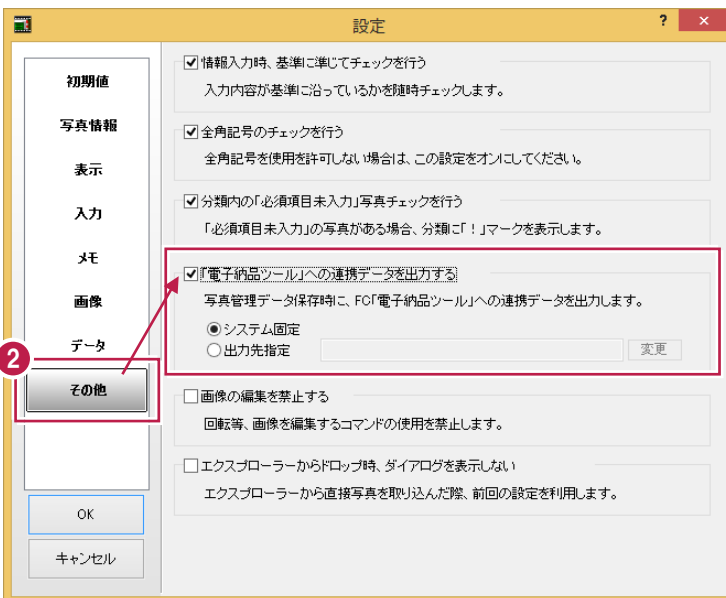 設定
? ×
初期値
写真情報
表示
入力
メモ
画像
データ
その他
2
OK
キャンセル
情報入力時、基準に準じてチェックを行う
入力内容が基準に沿っているかを随時チェックします。
全角記号のチェックを行う
全角記号を使用を許可しない場合は、この設定をオンにしてください。
分類内の「必須項目未入力」写真チェックを行う
「必須項目未入力」の写真がある場合、分類に「！」マークを表示します。
「電子納品ツール」への連携データを出力する
写真管理データ保存時に、FC「電子納品ツール」への連携データを出力します。
システム固定
出力先指定
変更
画像の編集を禁止する
回転等、画像を編集するコマンドの使用を禁止します。
エクスプローラーからドロップ時、ダイアログを表示しない
エクスプローラーから直接写真を取り込んだ際、前回の設定を利用します。